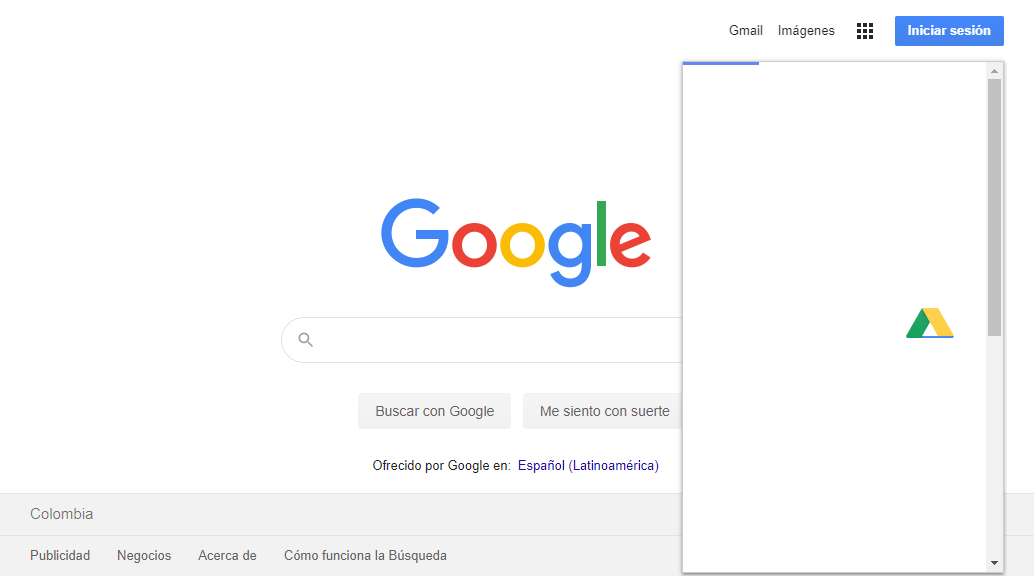 Gmail Imágenes Iniciar sesión
Google
Buscar con Google Me siento con suerte
Ofrecido por Google en: Español (Latinoamérica)
Colombia
Publicidad Negocios Acerca de Cómo funciona la Búsqueda